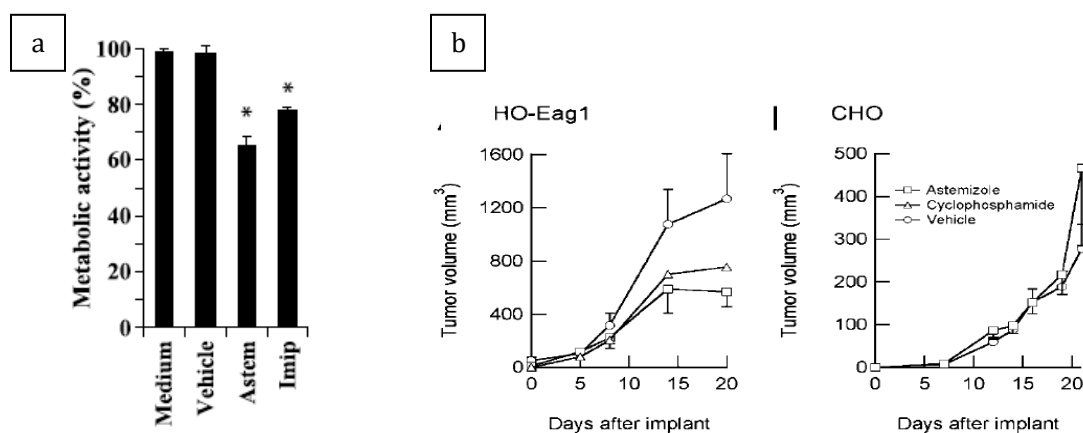 a
Metabolic activity (%)
100
80
60
40
20
0
*
*
Medium
Vehicle
Astem
Imip
b
HO-Eag1
Tumor volume (mm³)
1600
1200
800
400
0
0 5 10 15 20
Days after implant
CHO
Tumor volume (mm³)
500
400
300
200
100
0
Astemizole
Cyclophosphamide
Vehicle
0 5 10 15 20
Days after implant